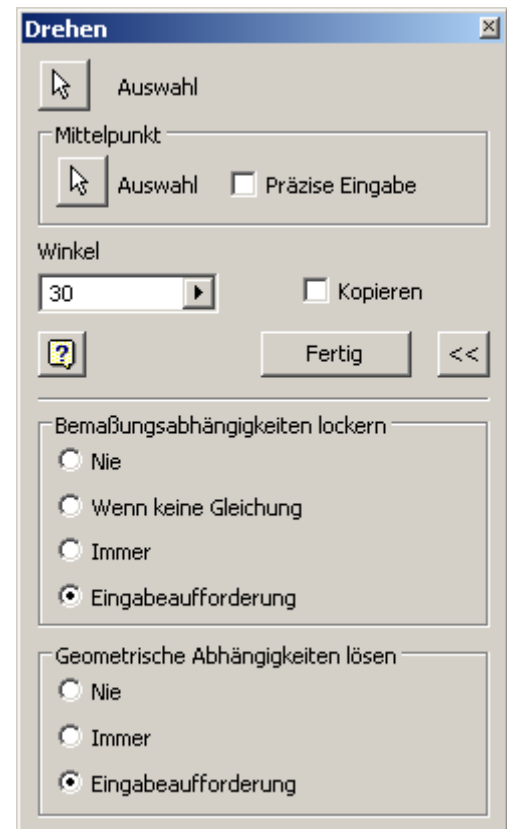 Drehen
Auswahl
Mittelpunkt
Auswahl Präzise Eingabe
Winkel
30 Kopieren
Fertig <<
Bemaßungsabhängigkeiten lockern
Nie
Wenn keine Gleichung
Immer
Eingabeaufforderung
Geometrische Abhängigkeiten lösen
Nie
Immer
Eingabeaufforderung